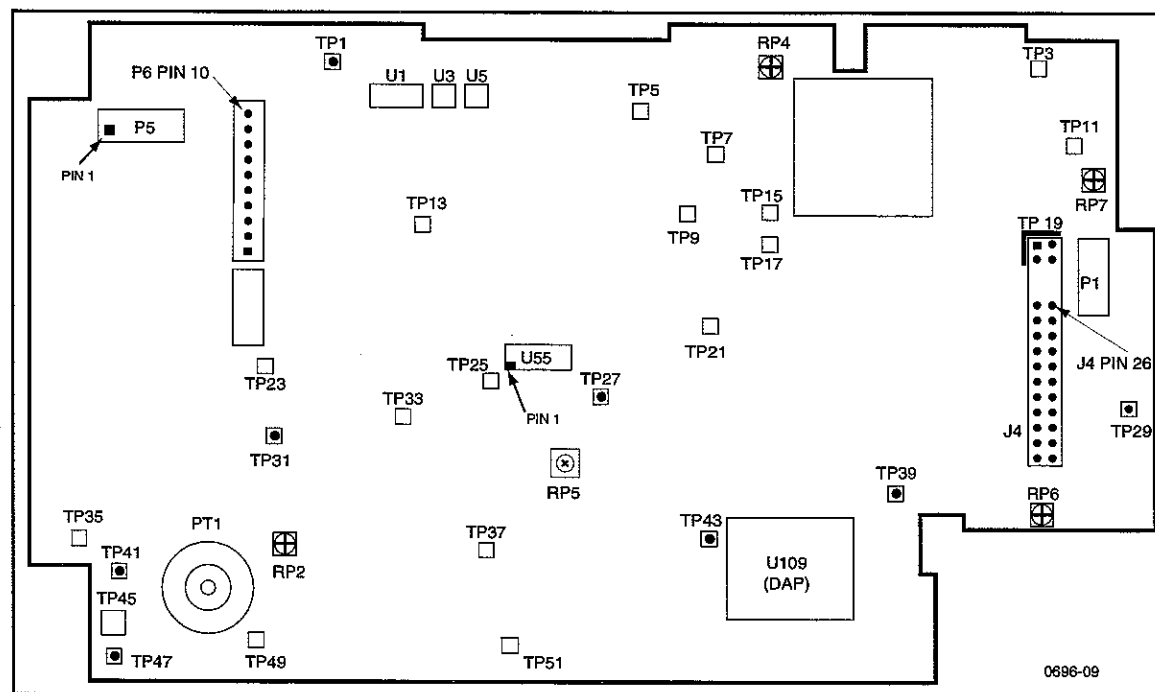 TP1
RP4
TP3
P6 PIN 10
U1
U3
U5
TP5
P5
TP7
TP11
PIN 1
TP13
TP15
TP9
RP7
TP 19
TP17
P1
TP21
U55
TP25
TP23
TP27
J4 PIN 26
TP33
PIN 1
TP29
J4
TP31
RP5
TP39
RP6
TP35
PT1
TP37
TP43
TP41
RP2
U109
(DAP)
TP45
TP47
TP49
TP51
0696-09